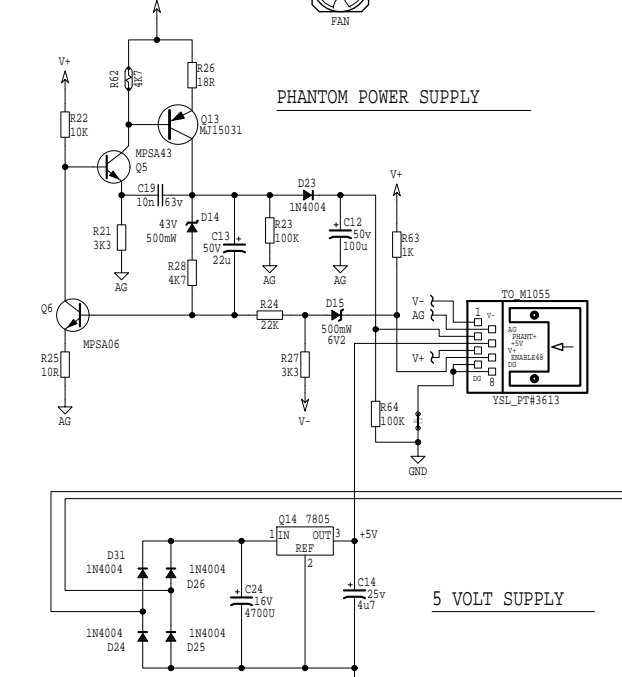 FAN
V+
R62
4K7
R26
18R
PHANTOM POWER SUPPLY
R22
10K
Q13
MJ15031
MPSA43
Q5
V+
C19
10n
63v
D23
1N4004
R21
3K3
43V
500mW
D14
C13
50V
22u
R23
100K
C12
50v
100u
R63
1K
R28
4K7
AG
AG
AG
Q6
MPSA06
R24
22K
D15
500mW
6V2
V-
AG
V+
TO_M1055
1
V-
AG
PHANT+
+5V
V+
ENABLE48
DG
DG
8
YSL_PT#3613
R25
10R
R27
3K3
AG
V-
R64
100K
GND
Q14 7805
1
IN
OUT
3
+5V
REF
2
D31
1N4004
1N4004
D26
C24
16V
4700U
C14
25v
4u7
5 VOLT SUPPLY
1N4004
D24
1N4004
D25